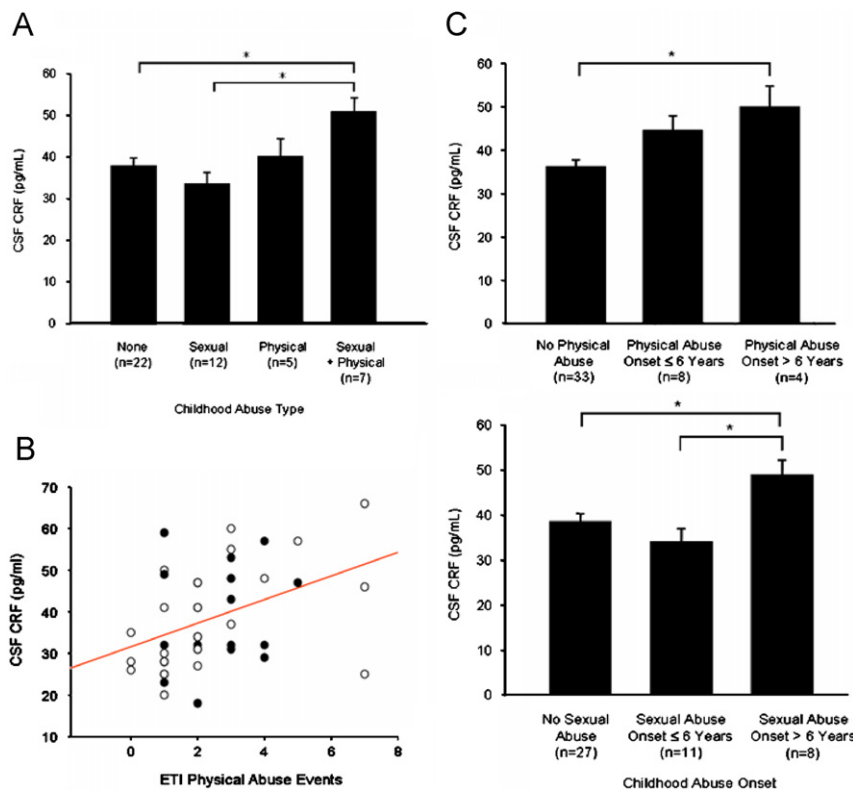 A
*
*
60
50
40
30
20
10
0
CSF CRF (pg/mL)
None
(n=22)
Sexual
(n=12)
Physical
(n=5)
Sexual
+ Physical
(n=7)
Childhood Abuse Type
B
70
60
50
40
30
20
10
CSF CRF (pg/ml)
0
2
4
6
8
ETI Physical Abuse Events
C
*
60
50
40
30
20
10
0
CSF CRF (pg/mL)
No Physical
Abuse
(n=33)
Physical Abuse
Onset ≤ 6 Years
(n=8)
Physical Abuse
Onset > 6 Years
(n=4)
*
*
60
50
40
30
20
10
0
CSF CRF (pg/mL)
No Sexual
Abuse
(n=27)
Sexual Abuse
Onset ≤ 6 Years
(n=11)
Sexual Abuse
Onset > 6 Years
(n=8)
Childhood Abuse Onset